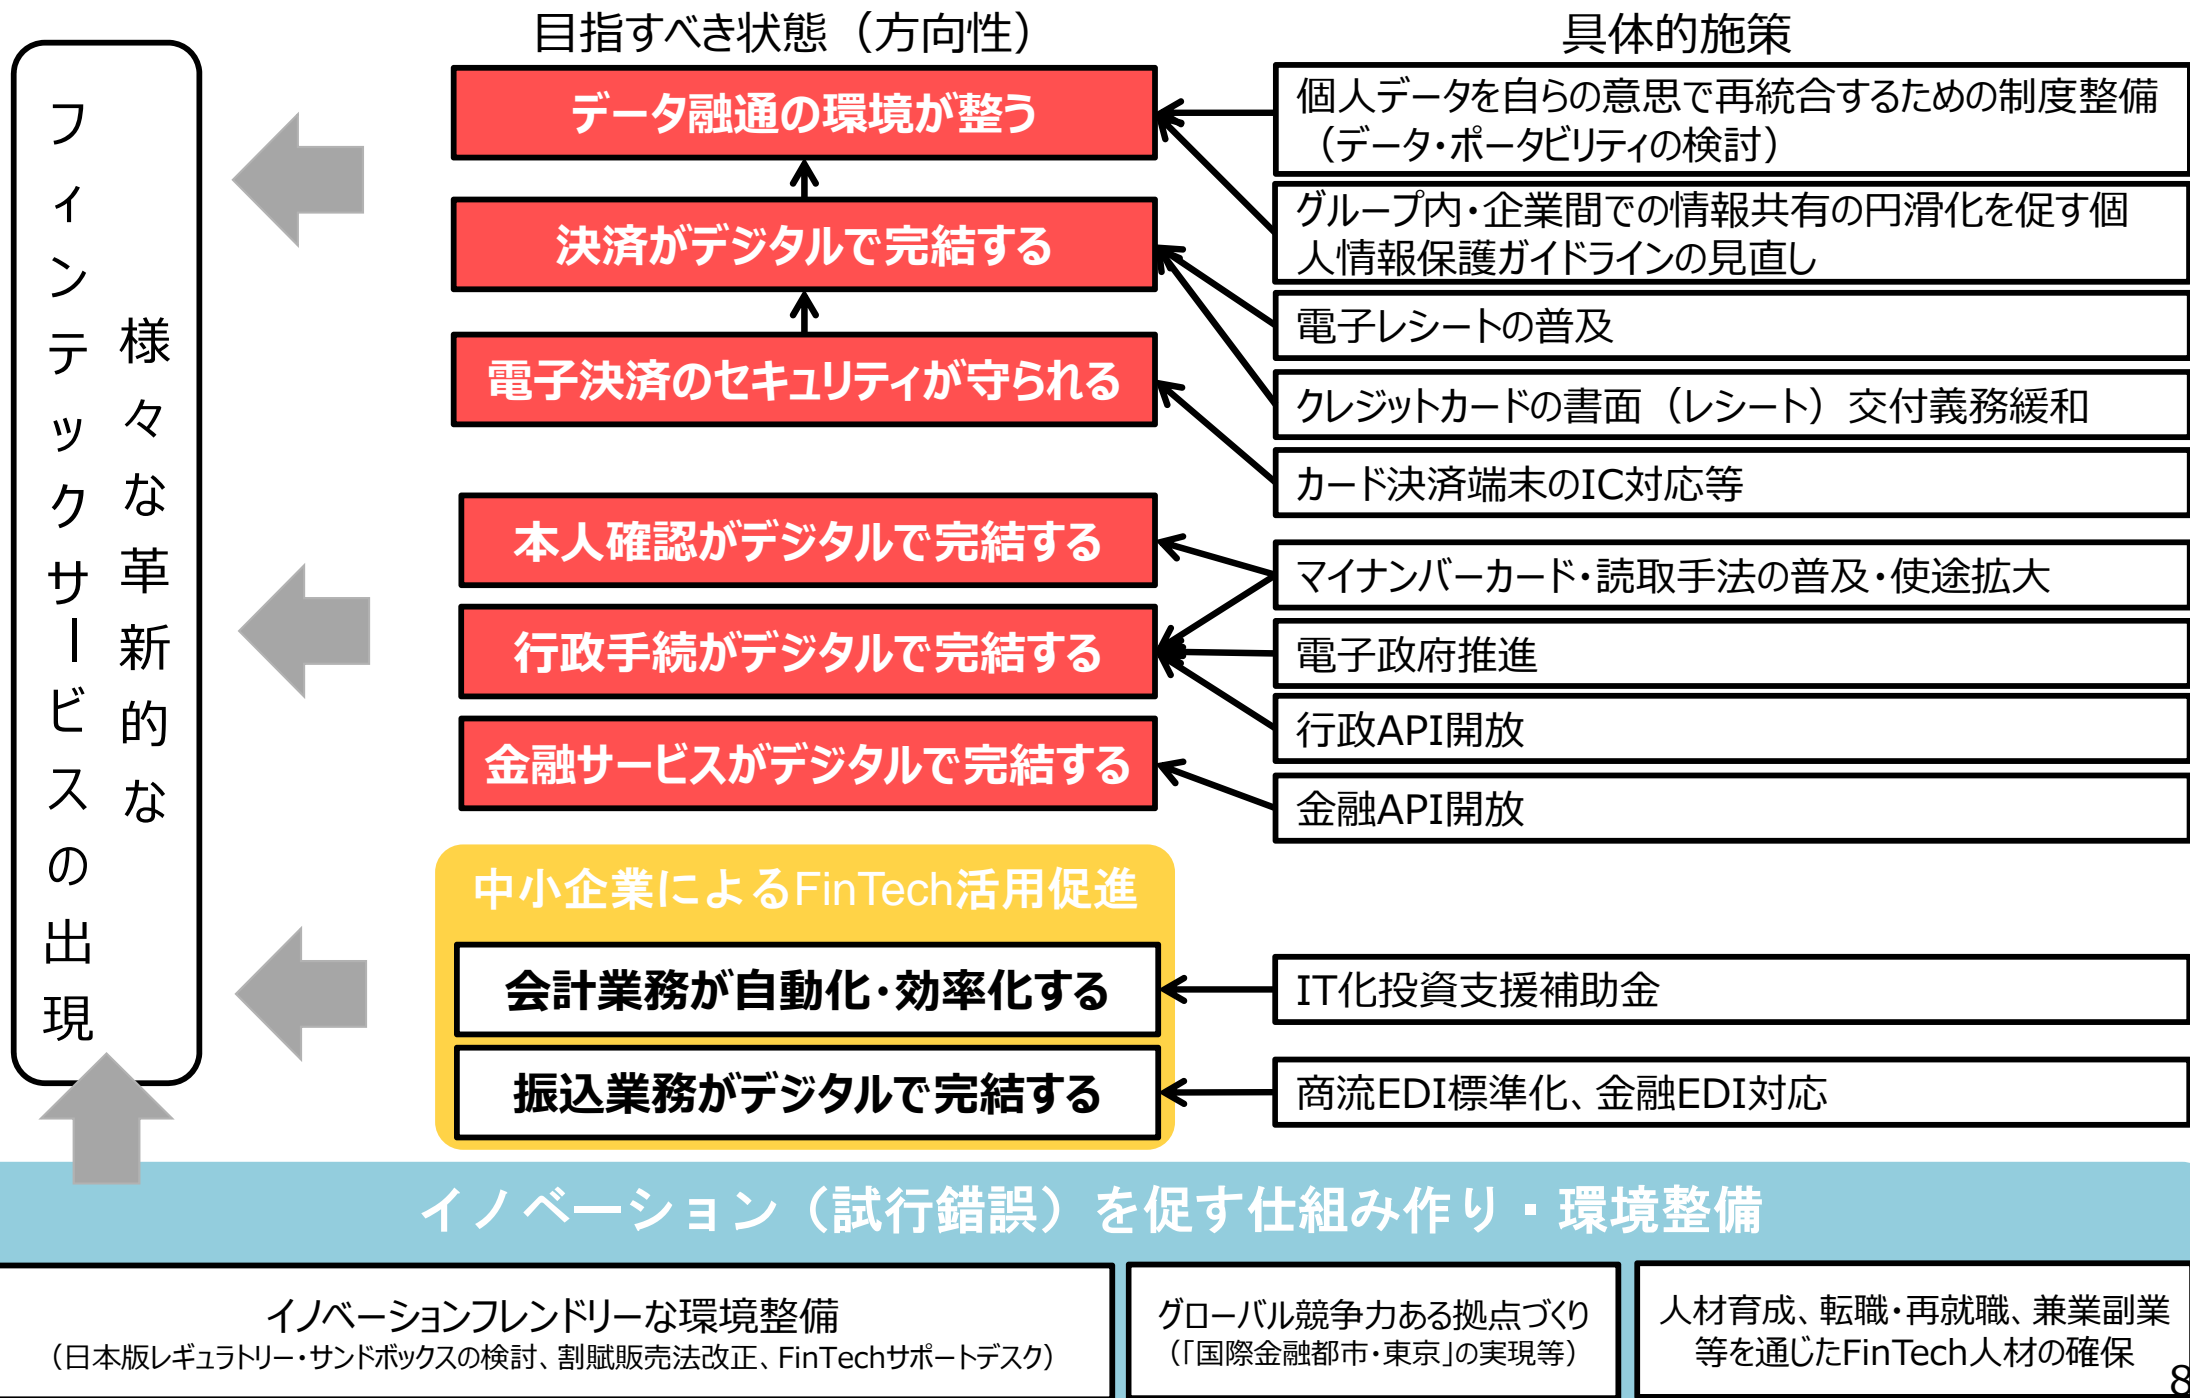 目指すべき状態（方向性）
具体的施策
様々な革新的な
フィンテックサービスの出現
データ融通の環境が整う
決済がデジタルで完結する
電子決済のセキュリティが守られる
本人確認がデジタルで完結する
行政手続がデジタルで完結する
金融サービスがデジタルで完結する
中小企業によるFinTech活用促進
会計業務が自動化・効率化する
振込業務がデジタルで完結する
個人データを自らの意思で再統合するための制度整備
（データ・ポータビリティの検討）
グループ内・企業間での情報共有の円滑化を促す個
人情報保護ガイドラインの見直し
電子レシートの普及
クレジットカードの書面（レシート）交付義務緩和
カード決済端末のIC対応等
マイナンバーカード・読取手法の普及・使途拡大
電子政府推進
行政API開放
金融API開放
IT化投資支援補助金
商流EDI標準化、金融EDI対応
イノベーション（試行錯誤）を促す仕組み作り・環境整備
イノベーションフレンドリーな環境整備
（日本版レギュラトリー・サンドボックスの検討、割賦販売法改正、FinTechサポートデスク）
グローバル競争力ある拠点づくり
（「国際金融都市・東京」の実現等）
人材育成、転職・再就職、兼業副業
等を通じたFinTech人材の確保
8